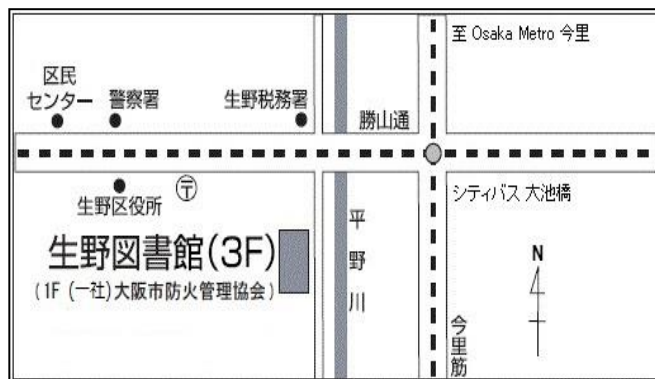 至 Osaka Metro 今里
区民
センター
警察署
生野税務署
勝山通
生野区役所
〒
シティバス 大池橋
生野図書館(3F)
(1F (一社)大阪市防火管理協会)
平野川
N
今里筋